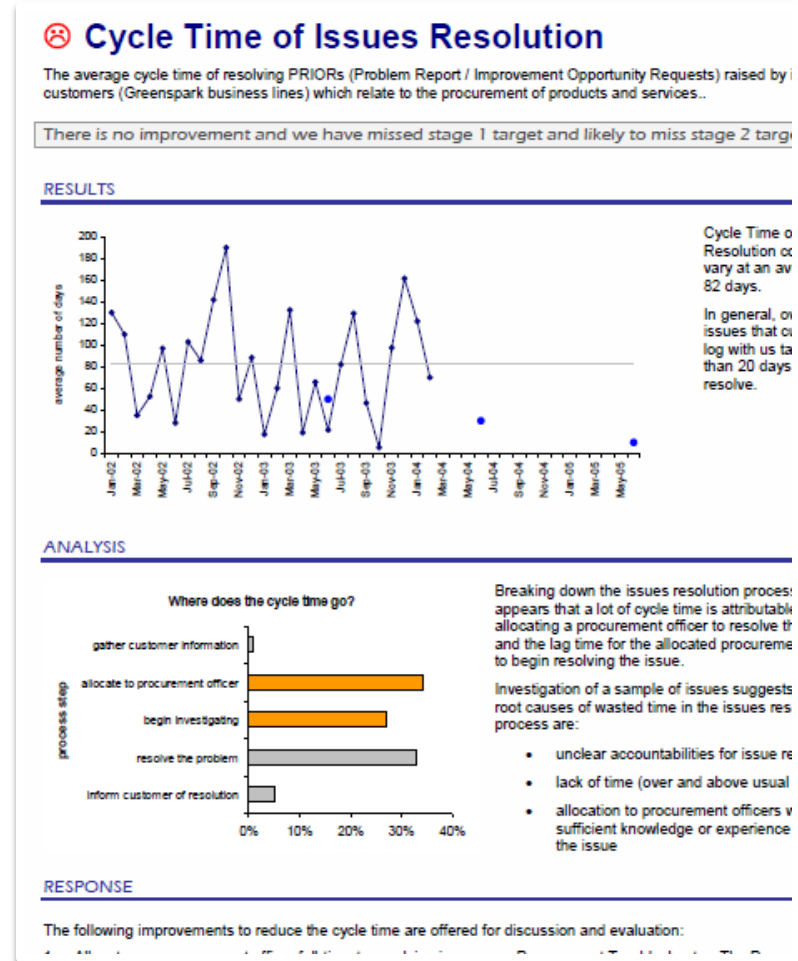 Cycle Time of Issues Resolution
The average cycle time of resolving PRIORs (Problem Report / Improvement Opportunity Requests) raised by
customers (Greenspark business lines) which relate to the procurement of products and services..
There is no improvement and we have missed stage 1 target and likely to miss stage 2
RESULTS
200
180
160
140
120
100
80
60
40
20
0
average number of days
Jan-02
Mar-02
May-02
Jul-02
Sep-02
Nov-02
Jan-03
Mar-03
May-03
Jul-03
Sep-03
Nov-03
Jan-04
Mar-04
May-04
Jul-04
Sep-04
Nov-04
Jan-05
Mar-05
May-05
Cycle Time
Resolution
vary at an
82 days.
In general,
issues that
log with us
than 20 days
resolve.
ANALYSIS
Where does the cycle time go?
process step
gather customer information
allocate to procurement officer
begin investigating
resolve the problem
inform customer of resolution
0%
10%
20%
30%
40%
Breaking down the issues resolution process
appears that a lot of cycle time is attributable
allocating a procurement officer to resolve
and the lag time for the allocated
to begin resolving the issue.
Investigation of a sample of issues suggests
root causes of wasted time in the issues
process are:
• unclear accountabilities for issue
• lack of time (over and above usual
• allocation to procurement officers
sufficient knowledge or experience
the issue
RESPONSE
The following improvements to reduce the cycle time are offered for discussion and evaluation: